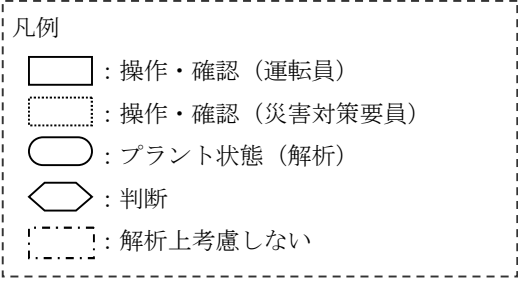 凡例
：操作・確認（運転員）
：操作・確認（災害対策要員）
：プラント状態（解析）
：判断
：解析上考慮しない